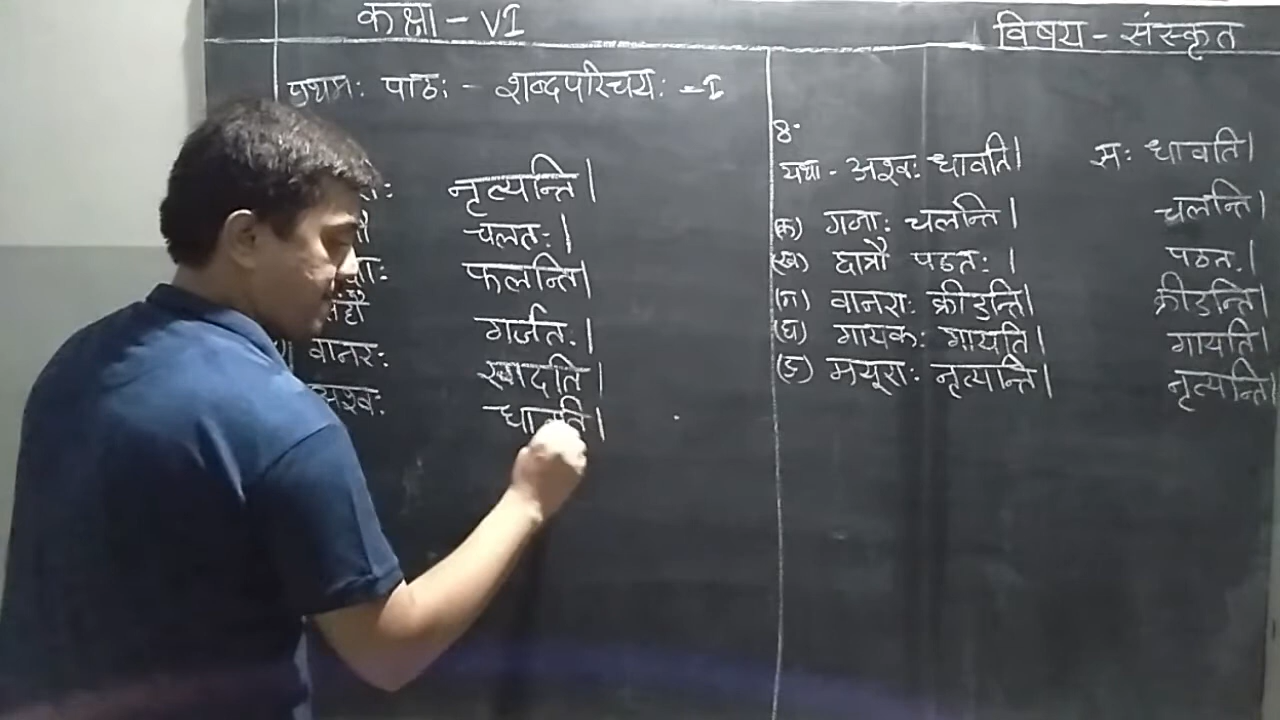 कक्षा - VI
विषय - संस्कृत
प्रथमः पाठः - शब्दपरिचयः - I
नृत्यन्ति।
चलतः।
फलन्ति।
गर्जतः।
वानरः खादति।
अश्वः धावति।
8.
यथा - अश्वः धावति। सः धावति।
(क) गजाः चलन्ति। चलन्ति।
(ख) छात्रौ पठतः। पठतः।
(ग) वानराः क्रीडन्ति। क्रीडन्ति।
(घ) गायकः गायति। गायति।
(ङ) मयूराः नृत्यन्ति। नृत्यन्ति।